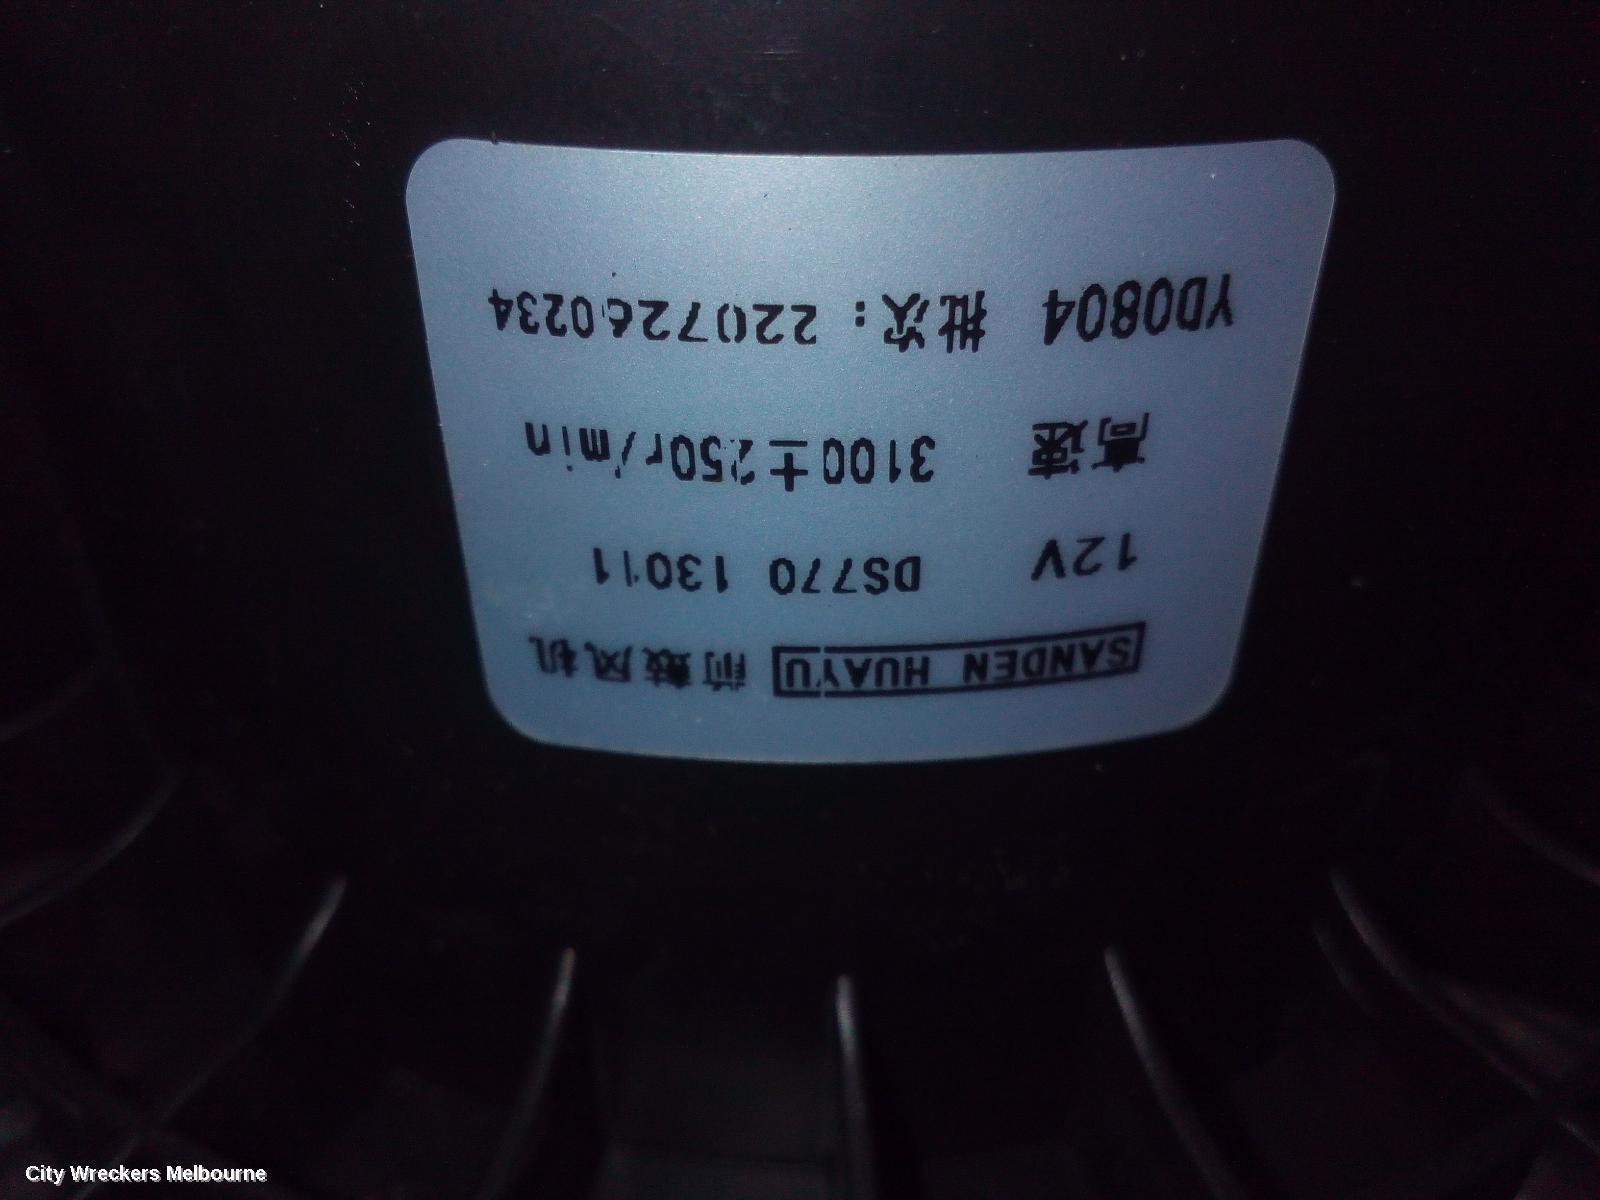 SANDEN HUAYU 前鼓风机
12V DS770 13011
高速 3100±250r/min
YD0804 批次：2207260234
City Wreckers Melbourne